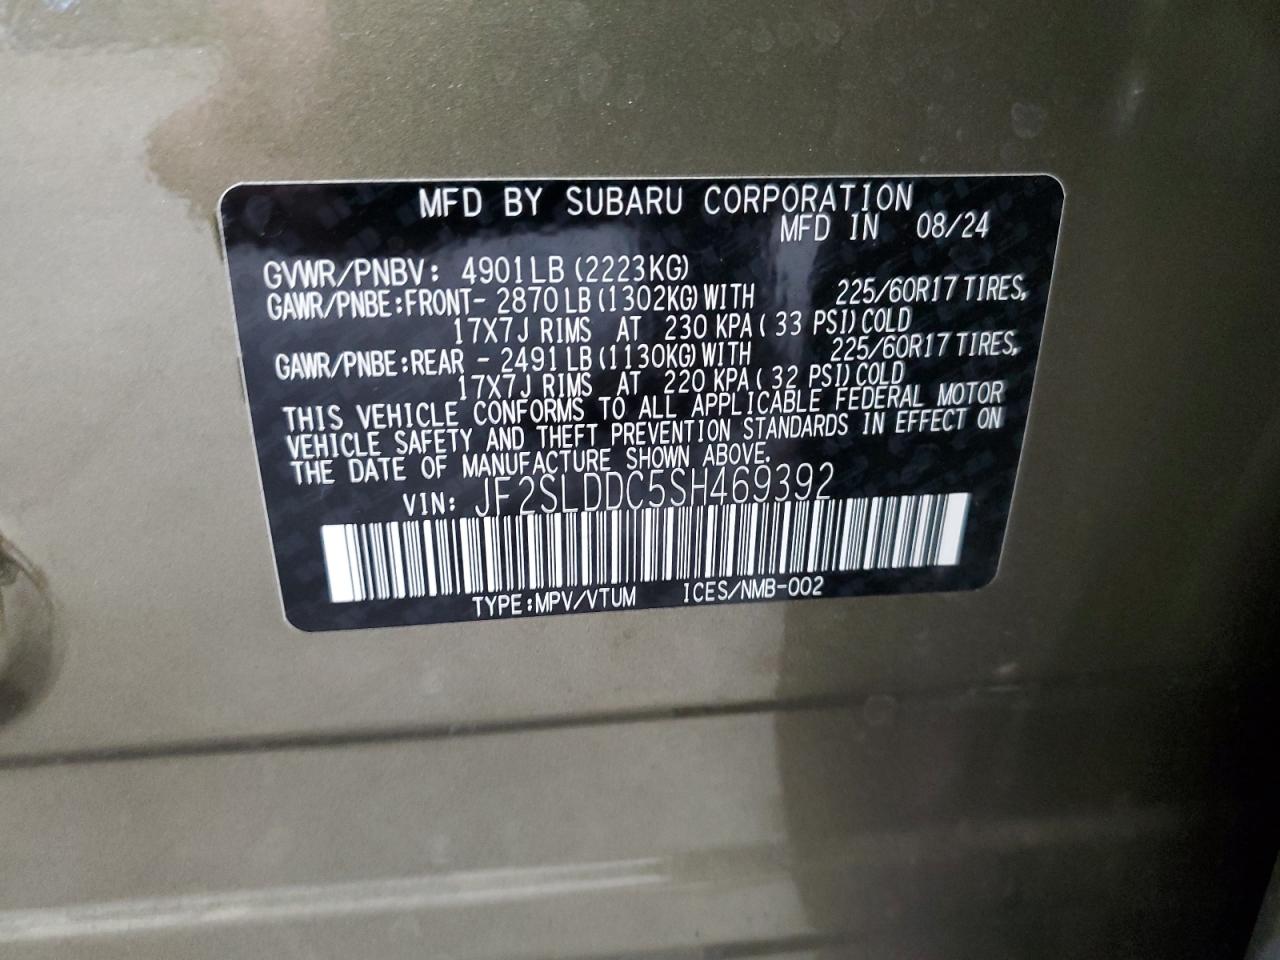 MFD BY SUBARU CORPORATION
MFD IN 08/24
GVWR/PNBV: 4901LB (2223KG)
GAWR/PNBE:FRONT- 2870LB (1302KG) WITH 225/60R17 TIRES,
17X7J RIMS AT 230 KPA ( 33 PSI) COLD
GAWR/PNBE:REAR - 2491LB (1130KG) WITH 225/60R17 TIRES,
17X7J RIMS AT 220 KPA ( 32 PSI) COLD
THIS VEHICLE CONFORMS TO ALL APPLICABLE FEDERAL MOTOR
VEHICLE SAFETY AND THEFT PREVENTION STANDARDS IN EFFECT ON
THE DATE OF MANUFACTURE SHOWN ABOVE.
VIN: JF2SLDDC5SH469392
TYPE:MPV/VTUM ICES/NMB-002